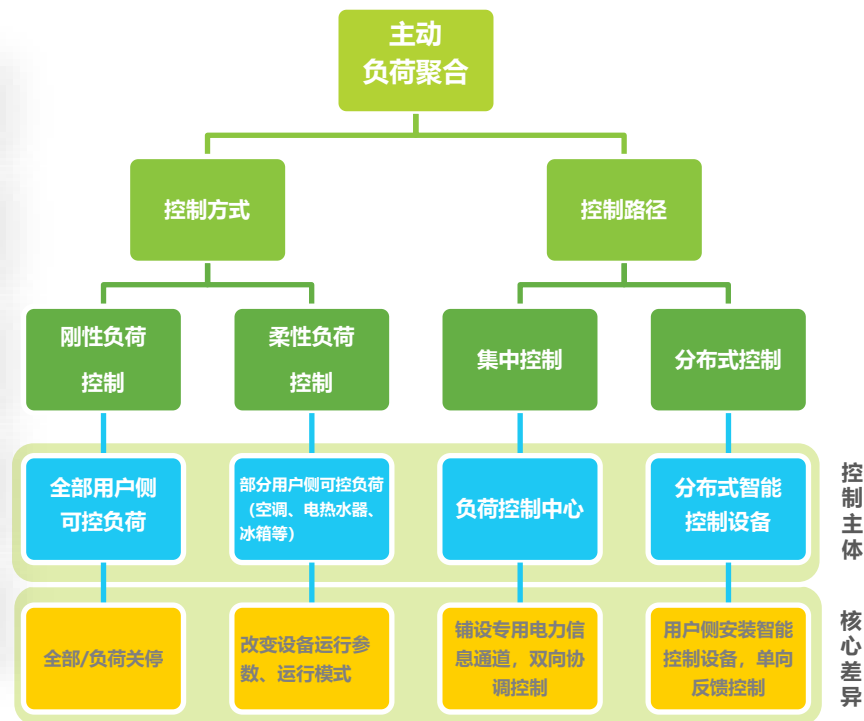 主动
负荷聚合
控制方式
控制路径
刚性负荷
控制
柔性负荷
控制
集中控制
分布式控制
全部用户侧
可控负荷
部分用户侧可控负荷
（空调、电热水器、
冰箱等）
负荷控制中心
分布式智能
控制设备
控制主体
全部/负荷关停
改变设备运行参
数、运行模式
铺设专用电力信
息通道，双向协
调控制
用户侧安装智能
控制设备，单向
反馈控制
核心差异